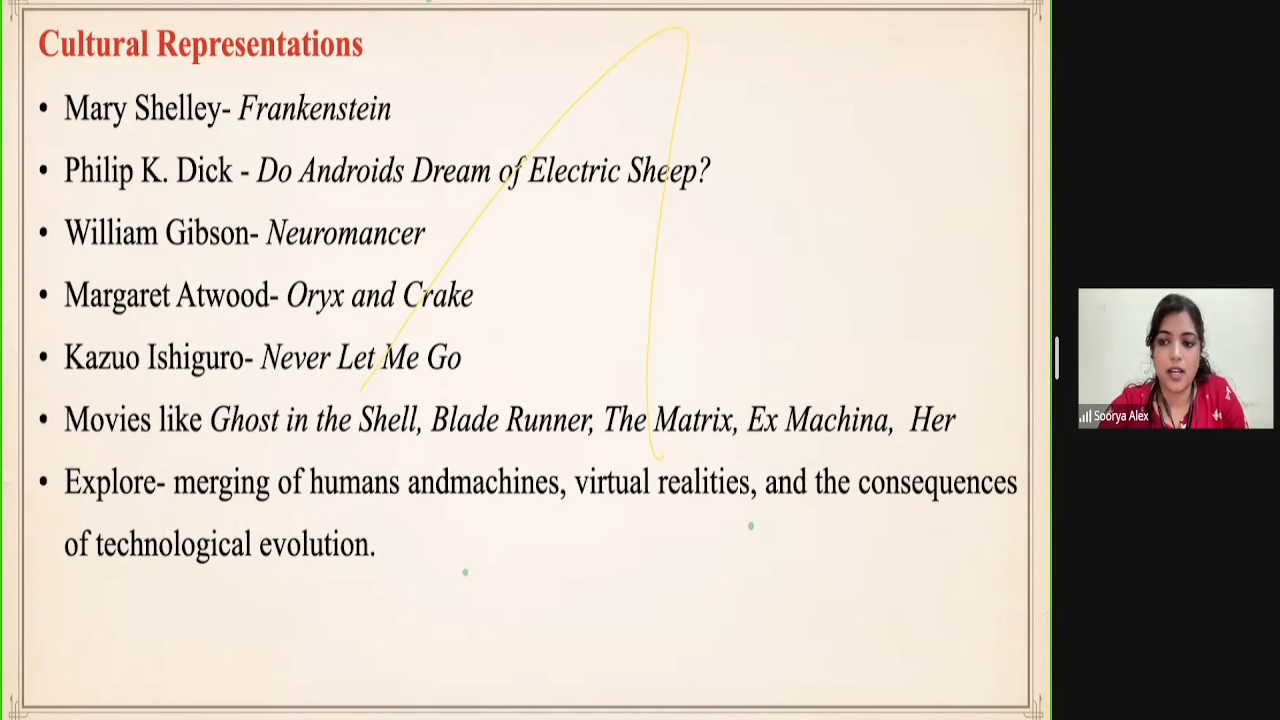 Cultural Representations
• Mary Shelley- Frankenstein
• Philip K. Dick - Do Androids Dream of Electric Sheep?
• William Gibson- Neuromancer
• Margaret Atwood- Oryx and Crake
• Kazuo Ishiguro- Never Let Me Go
• Movies like Ghost in the Shell, Blade Runner, The Matrix, Ex Machina, Her
• Explore- merging of humans andmachines, virtual realities, and the consequences
of technological evolution.
Soorya Alex